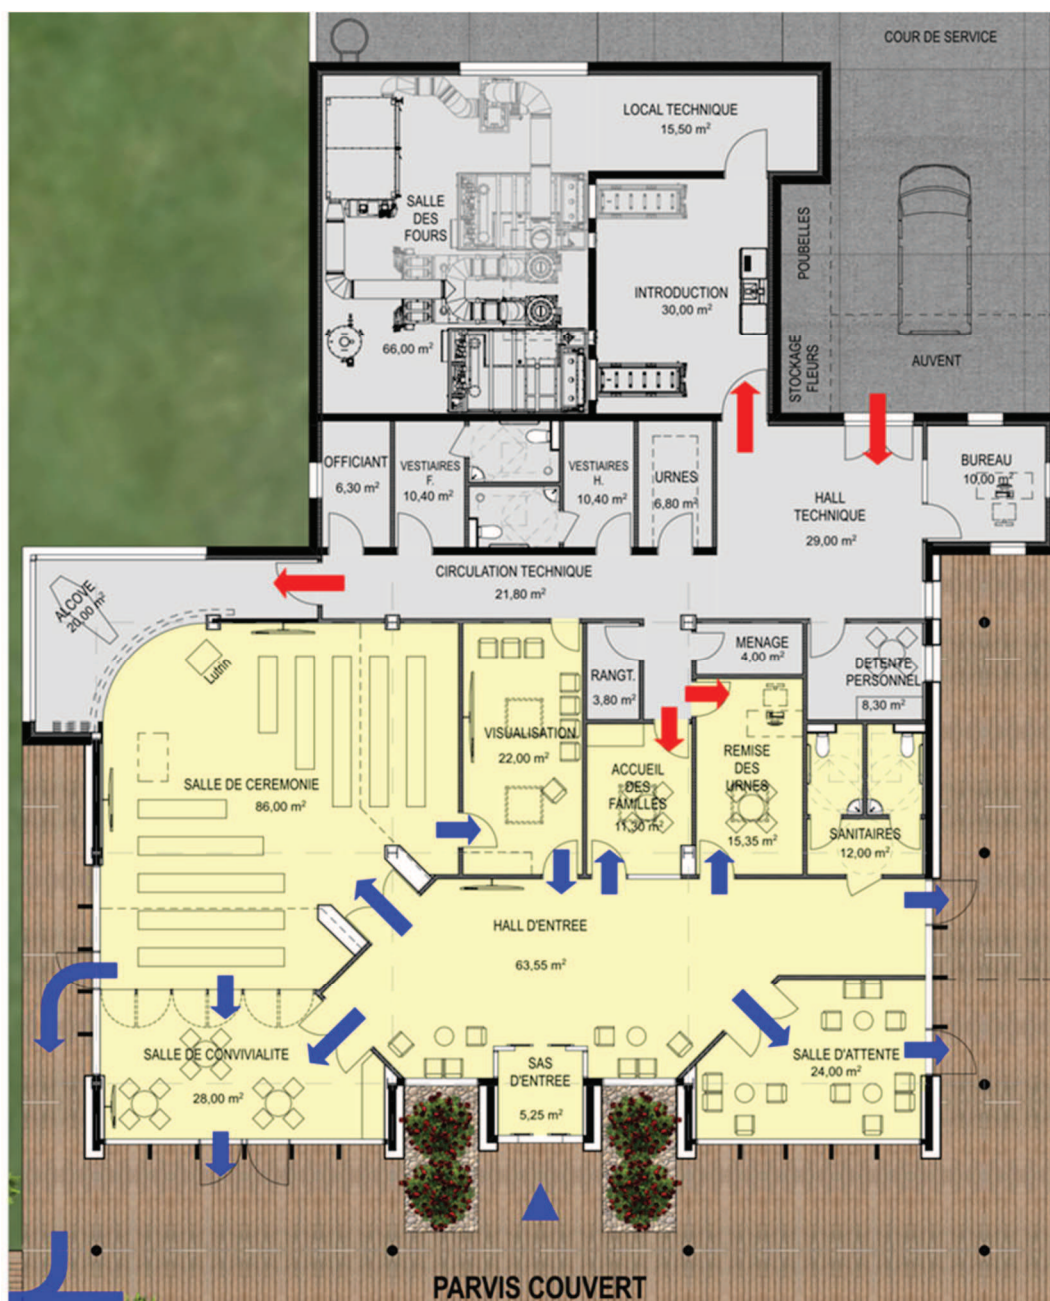 COUR DE SERVICE
LOCAL TECHNIQUE
15,50 m²
SALLE
DES
FOURS
66,00 m²
INTRODUCTION
30,00 m²
POUBELLES
STOCKAGE
FLEURS
AUVENT
OFFICIANT
6,30 m²
VESTIAIRES
F.
10,40 m²
VESTIAIRES
H.
10,40 m²
URNES
6,80 m²
HALL
TECHNIQUE
29,00 m²
BUREAU
10,00 m²
CIRCULATION TECHNIQUE
21,80 m²
ALCOVE
20,00 m²
Lutrin
RANGT.
3,80 m²
MENAGE
4,00 m²
DETENTE
PERSONNEL
8,30 m²
SALLE DE CEREMONIE
86,00 m²
VISUALISATION
22,00 m²
ACCUEIL
DES
FAMILLES
11,30 m²
REMISE
DES
URNES
15,35 m²
SANITAIRES
12,00 m²
HALL D'ENTREE
63,55 m²
SALLE DE CONVIVIALITE
28,00 m²
SAS
D'ENTREE
5,25 m²
SALLE D'ATTENTE
24,00 m²
PARVIS COUVERT